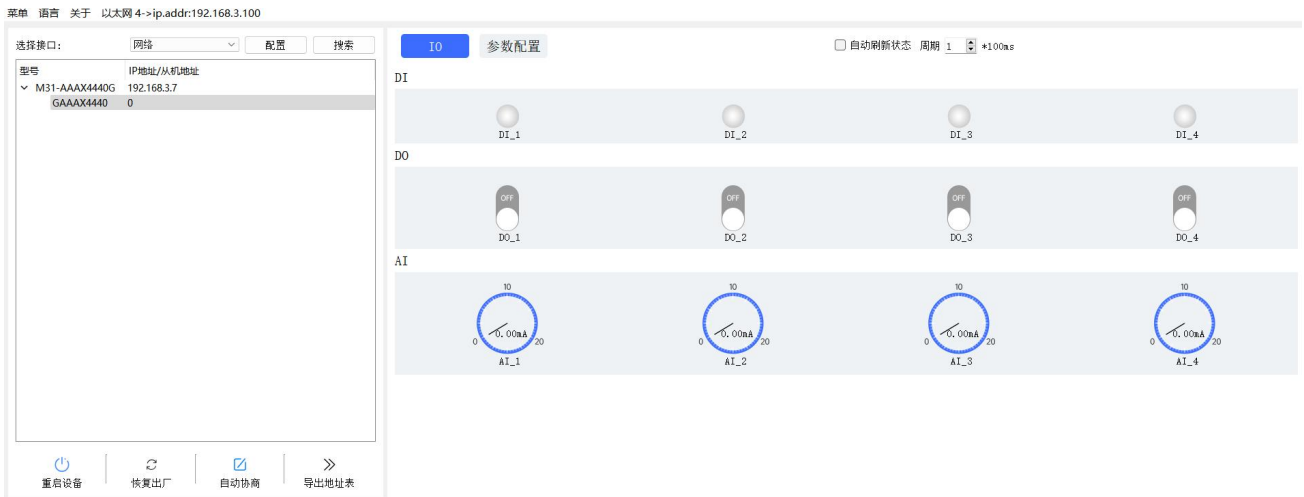 菜单 语言 关于 以太网 4->ip.addr:192.168.3.100
选择接口: 网络 配置 搜索
型号 IP地址/从机地址
M31-AAAX4440G 192.168.3.7
GAAAX4440 0
重启设备 恢复出厂 自动协商 导出地址表
IO 参数配置 自动刷新状态 周期 1 *100ms
DI
DI_1 DI_2 DI_3 DI_4
DO
OFF OFF OFF OFF
DO_1 DO_2 DO_3 DO_4
AI
10 10 10 10
0.00mA 0.00mA 0.00mA 0.00mA
0 20 0 20 0 20 0 20
AI_1 AI_2 AI_3 AI_4